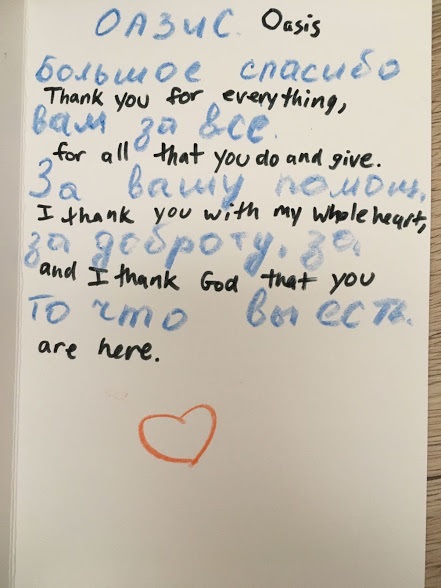 ОАЗИС. Oasis
Большое спасибо
Thank you for everything,
вам за все.
for all that you do and give.
За вашу помощь,
I thank you with my whole heart,
за доброту, за
and I thank God that you
то что вы есть.
are here.